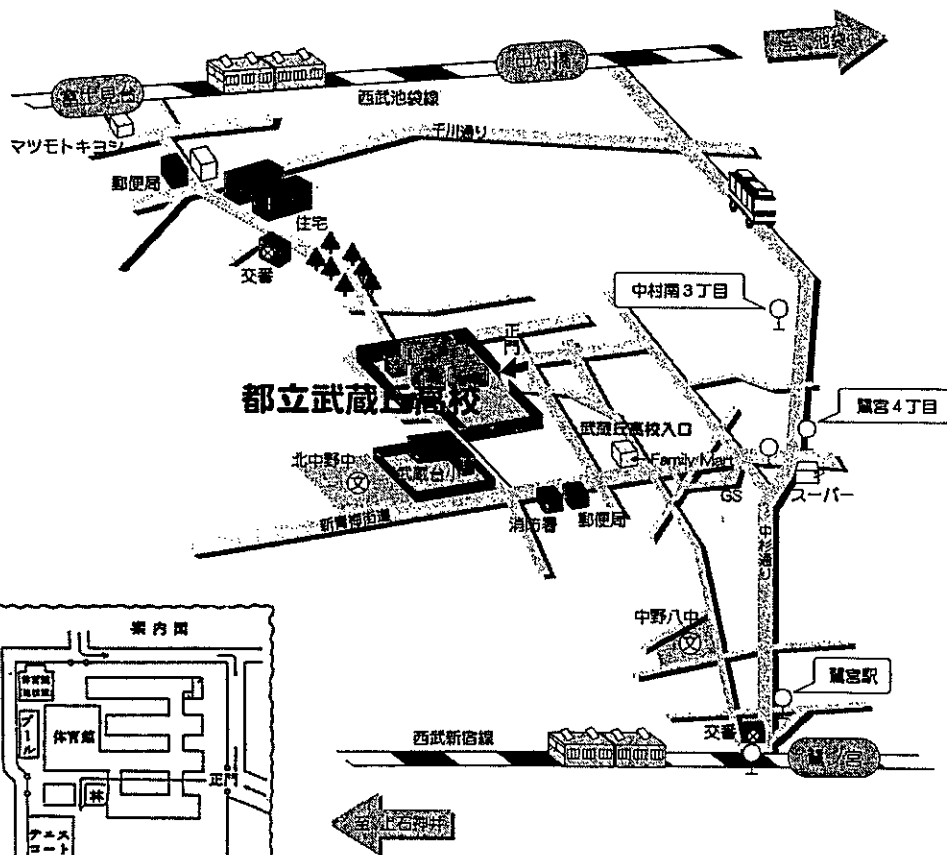 至 池袋
中村橋
富士見台
西武池袋線
千川通り
マツモトキヨシ
郵便局
住宅
交番
中村南3丁目
正門
都立武蔵丘高校
鷺宮4丁目
武蔵丘高校入口
Family Mart
北中野中
文
武蔵台小
GS
スーパー
新青梅街道
消防署
郵便局
中杉通り
中野八中
文
鷺宮駅
交番
西武新宿線
鷺ノ宮
至 上石神井
案内図
プール
体育館
正門
テニスコート